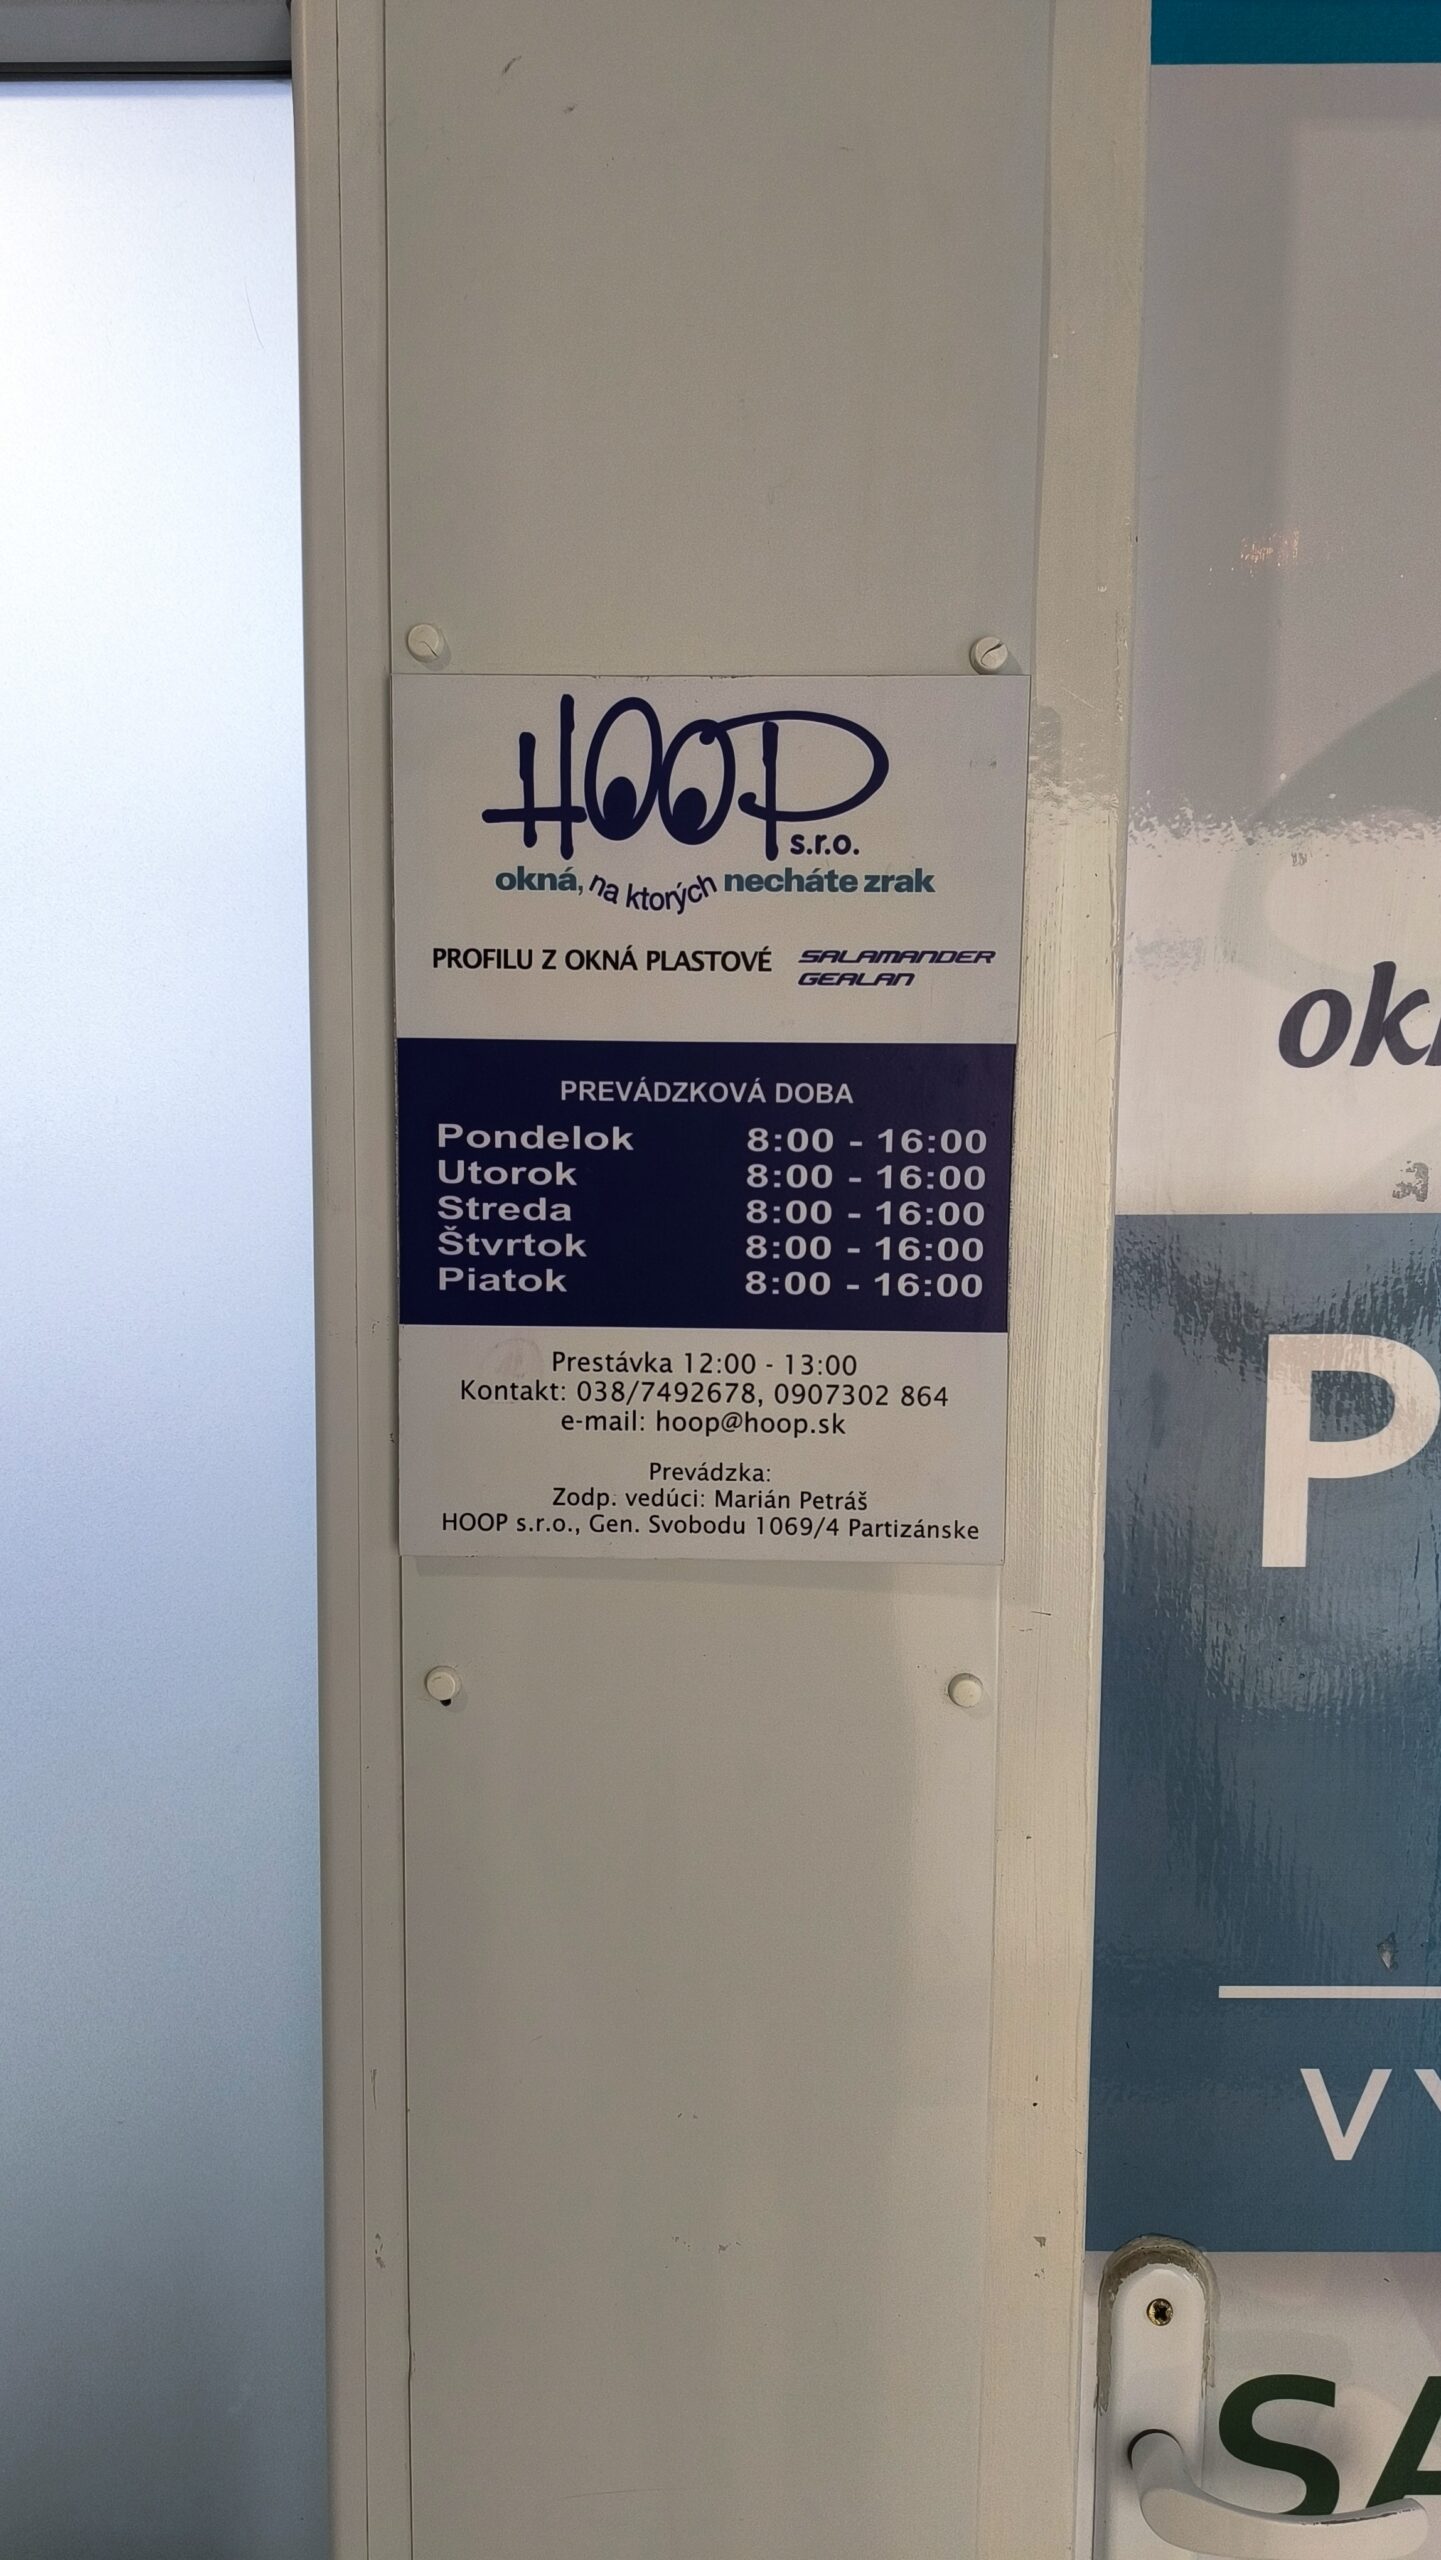 HOOP
s.r.o.
okná, na ktorých necháte zrak
PROFILU Z OKNÁ PLASTOVÉ SALAMANDER
GEALAN
PREVÁDZKOVÁ DOBA
Pondelok 8:00 - 16:00
Utorok 8:00 - 16:00
Streda 8:00 - 16:00
Štvrtok 8:00 - 16:00
Piatok 8:00 - 16:00
Prestávka 12:00 - 13:00
Kontakt: 038/7492678, 0907302 864
e-mail: hoop@hoop.sk
Prevádzka:
Zodp. vedúci: Marián Petráš
HOOP s.r.o., Gen. Svobodu 1069/4 Partizánske
P